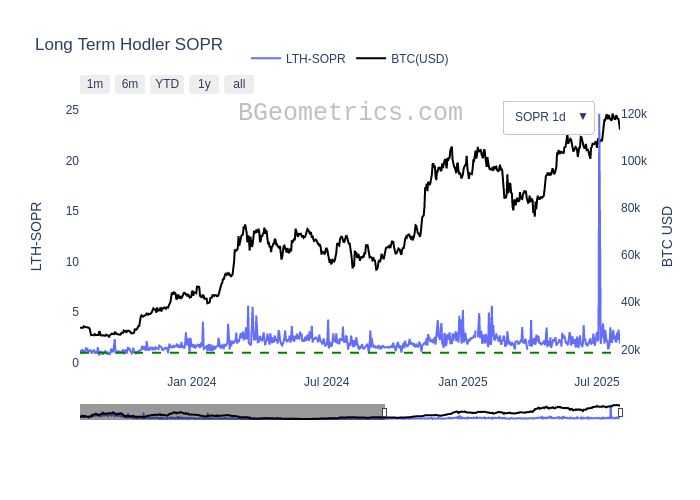 Long Term Hodler SOPR
LTH-SOPR BTC(USD)
1m 6m YTD 1y all
BGeometrics.com
SOPR 1d ▼
25
20
15
10
5
0
LTH-SOPR
120k
100k
80k
60k
40k
20k
BTC USD
Jan 2024 Jul 2024 Jan 2025 Jul 2025